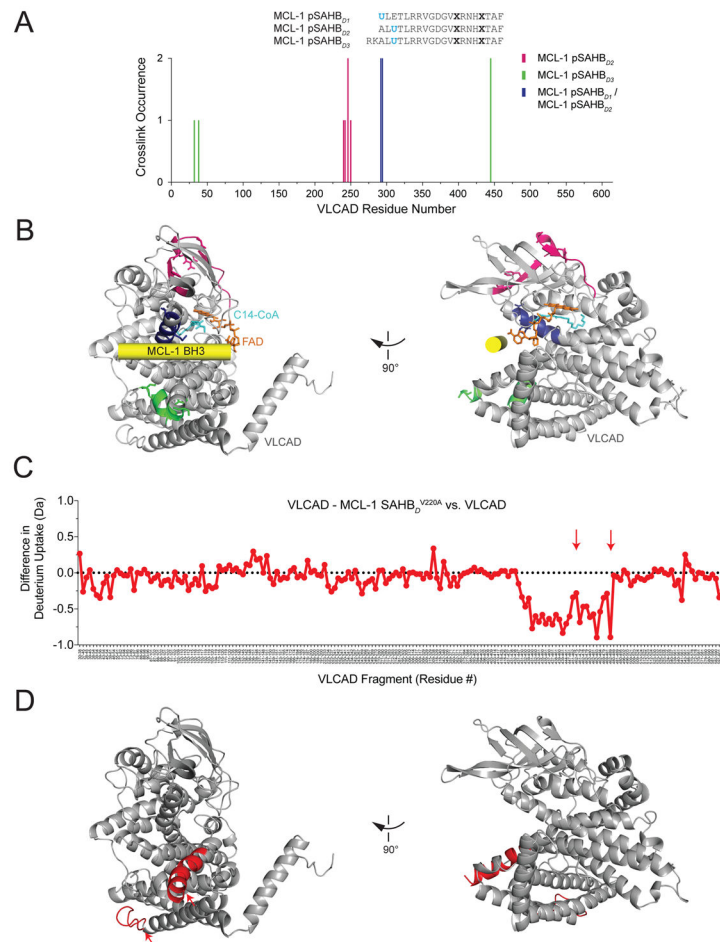 A
MCL-1 pSAHB_D1 ULETLRRVGDGVXRNHXTAF
MCL-1 pSAHB_D2 ALUTLRRVGDGVXRNHXTAF
MCL-1 pSAHB_D3 RKALUTLRRVGDGVXRNHXTAF
MCL-1 pSAHB_D2
MCL-1 pSAHB_D3
MCL-1 pSAHB_D1 /
MCL-1 pSAHB_D2
Crosslink Occurrence
2
1
0
0 50 100 150 200 250 300 350 400 450 500 550 600
VLCAD Residue Number
B
C14-CoA
FAD
MCL-1 BH3
VLCAD
90°
VLCAD
C
VLCAD - MCL-1 SAHB_D^V220A vs. VLCAD
Difference in
Deuterium Uptake (Da)
1.0
0.5
0.0
-0.5
-1.0
VLCAD Fragment (Residue #)
D
90°